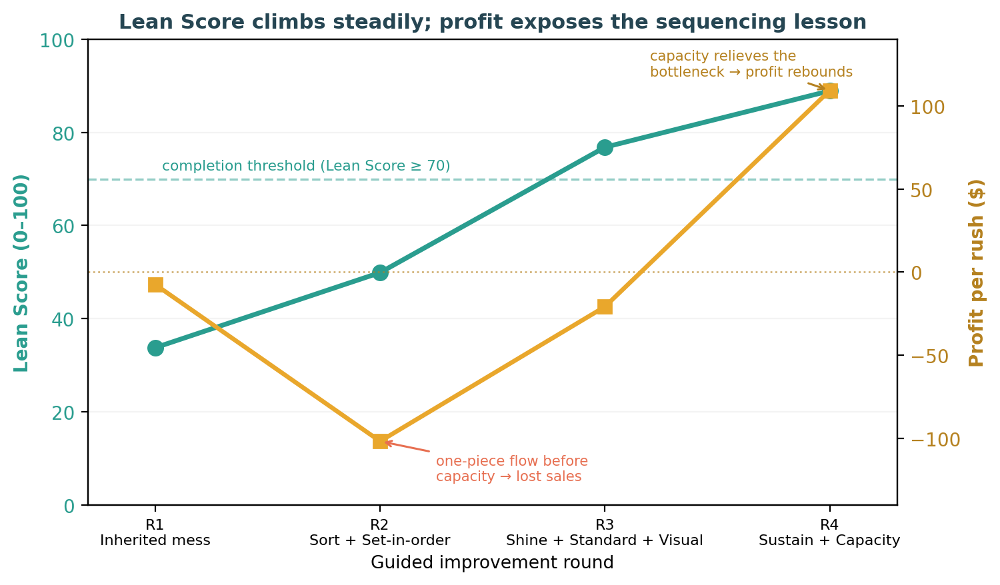 Lean Score climbs steadily; profit exposes the sequencing lesson
100
80
60
40
20
0
Lean Score (0–100)
capacity relieves the
bottleneck → profit rebounds
completion threshold (Lean Score ≥ 70)
one-piece flow before
capacity → lost sales
100
50
0
−50
−100
Profit per rush ($)
R1
Inherited mess
R2
Sort + Set-in-order
R3
Shine + Standard + Visual
R4
Sustain + Capacity
Guided improvement round